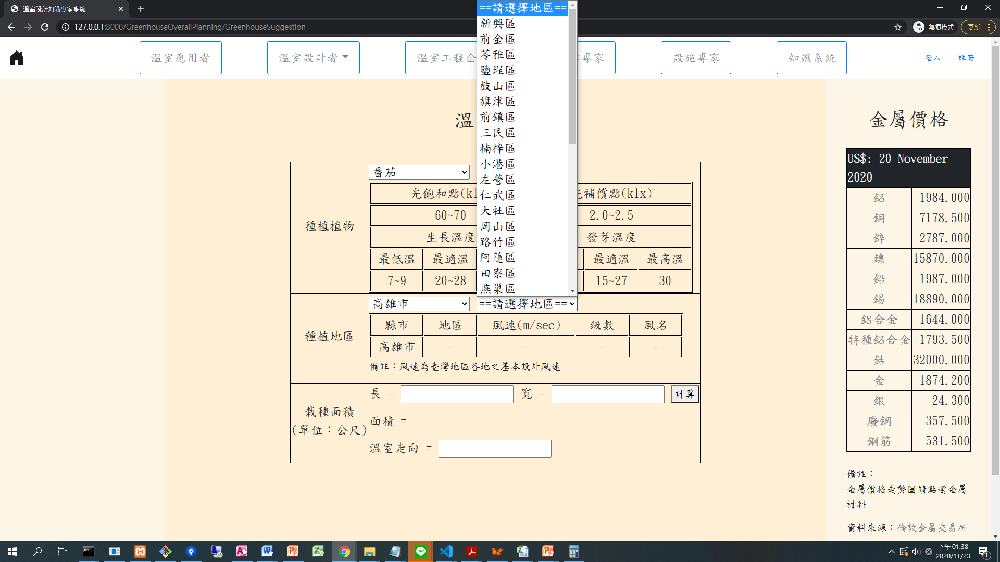 溫室設計知識專家系統
127.0.0.1:8000/GreenhouseOverallPlanning/GreenhouseSuggestion
無痕模式
更新
溫室應用者
溫室設計者
溫室工程企
專家
設施專家
知識系統
登入
註冊
==請選擇地區==
新興區
前金區
苓雅區
鹽埕區
鼓山區
旗津區
前鎮區
三民區
楠梓區
小港區
左營區
仁武區
大社區
岡山區
路竹區
阿蓮區
田寮區
燕巢區
溫
種植植物
番茄
光飽和點(kl
光補償點(klx)
60~70
2.0~2.5
生長溫度
發芽溫度
最低溫
最適溫
最適溫
最高溫
7~9
20~28
15~27
30
種植地區
高雄市
==請選擇地區==
縣市 地區 風速(m/sec) 級數 風名
高雄市 - - - -
備註：風速為臺灣地區各地之基本設計風速
栽種面積
(單位：公尺)
長 =
寬 =
計算
面積 =
溫室走向 =
金屬價格
US$: 20 November
2020
鋁 1984.000
銅 7178.500
鋅 2787.000
鎳 15870.000
鉛 1987.000
錫 18890.000
鋁合金 1644.000
特種鋁合金 1793.500
鈷 32000.000
金 1874.200
銀 24.300
廢鋼 357.500
鋼筋 531.500
備註：
金屬價格走勢圖請點選金屬
材料
資料來源：倫敦金屬交易所
下午 01:38
2020/11/23
1